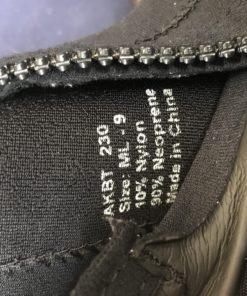 AKBT 230
Size: ML - 9
10% Nylon
90% Neoprene
Made in China